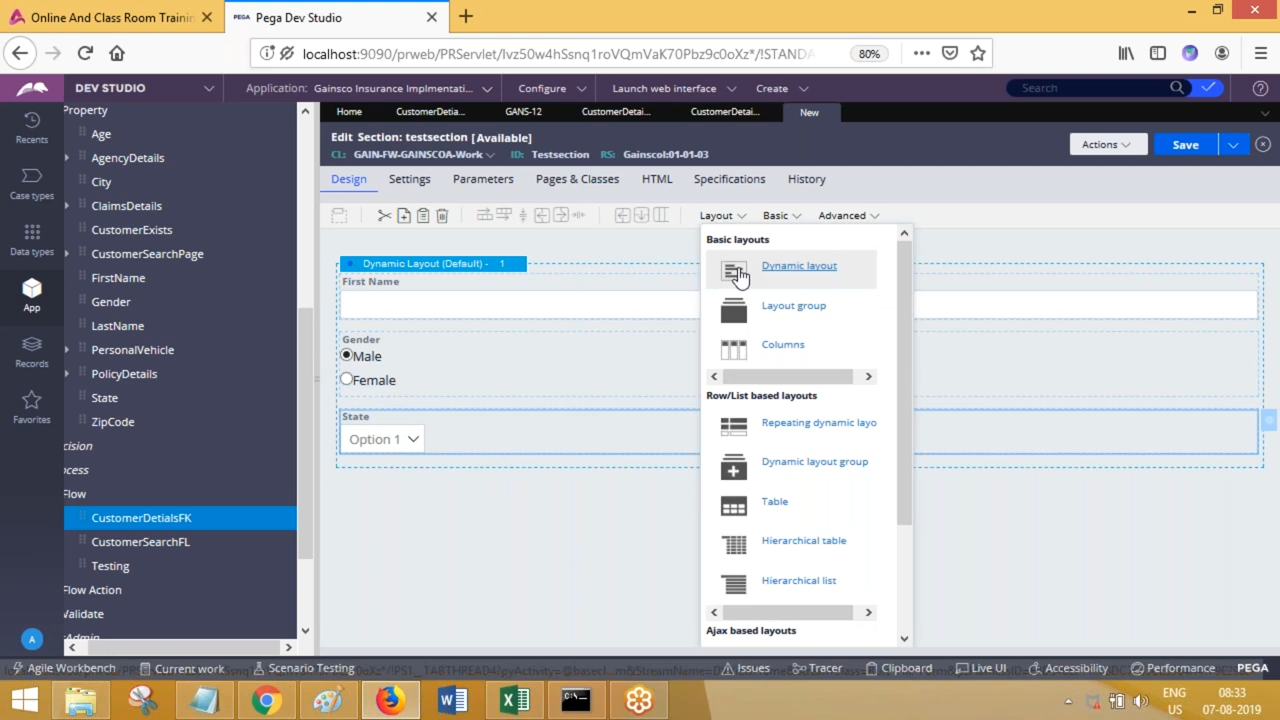 Online And Class Room Trainin
PEGA Pega Dev Studio
localhost:9090/prweb/PRServlet/lvz50w4hSsnq1roVQmVaK70Pbz9c0oXz*/!STANDA
80%
DEV STUDIO
Application: Gainsco Insurance Implmentati...
Configure
Launch web interface
Create
Search
Home
CustomerDetia...
GANS-12
CustomerDetai...
CustomerDetai...
New
Edit Section: testsection [Available]
CL: GAIN-FW-GAINSCOA-Work ID: Testsection RS: Gainscol:01-01-03
Actions
Save
Design
Settings
Parameters
Pages & Classes
HTML
Specifications
History
Layout
Basic
Advanced
Recents
Case types
Data types
App
Records
Favorites
A
Property
Age
AgencyDetails
City
ClaimsDetails
CustomerExists
CustomerSearchPage
FirstName
Gender
LastName
PersonalVehicle
PolicyDetails
State
ZipCode
cision
ocess
Flow
CustomerDetialsFK
CustomerSearchFL
Testing
Flow Action
Validate
Admin
Dynamic Layout (Default) - 1
First Name
Gender
Male
Female
State
Option 1
Basic layouts
Dynamic layout
Layout group
Columns
Row/List based layouts
Repeating dynamic layo
Dynamic layout group
Table
Hierarchical table
Hierarchical list
Ajax based layouts
Agile Workbench
Current work
Scenario Testing
Issues
Tracer
Clipboard
Live UI
Accessibility
Performance
PEGA
ENG
US
08:33
07-08-2019